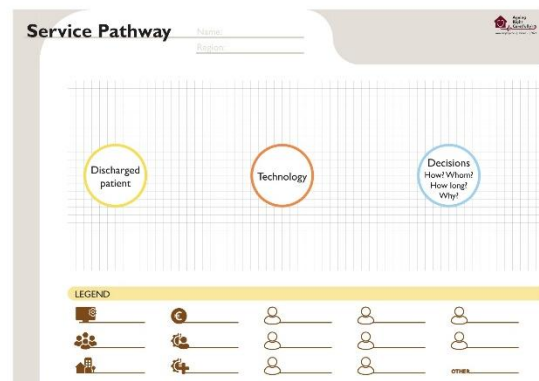 Service Pathway
Name:
Region:
Discharged
patient
Technology
Decisions
How? Whom?
How long?
Why?
LEGEND
€
OTHER